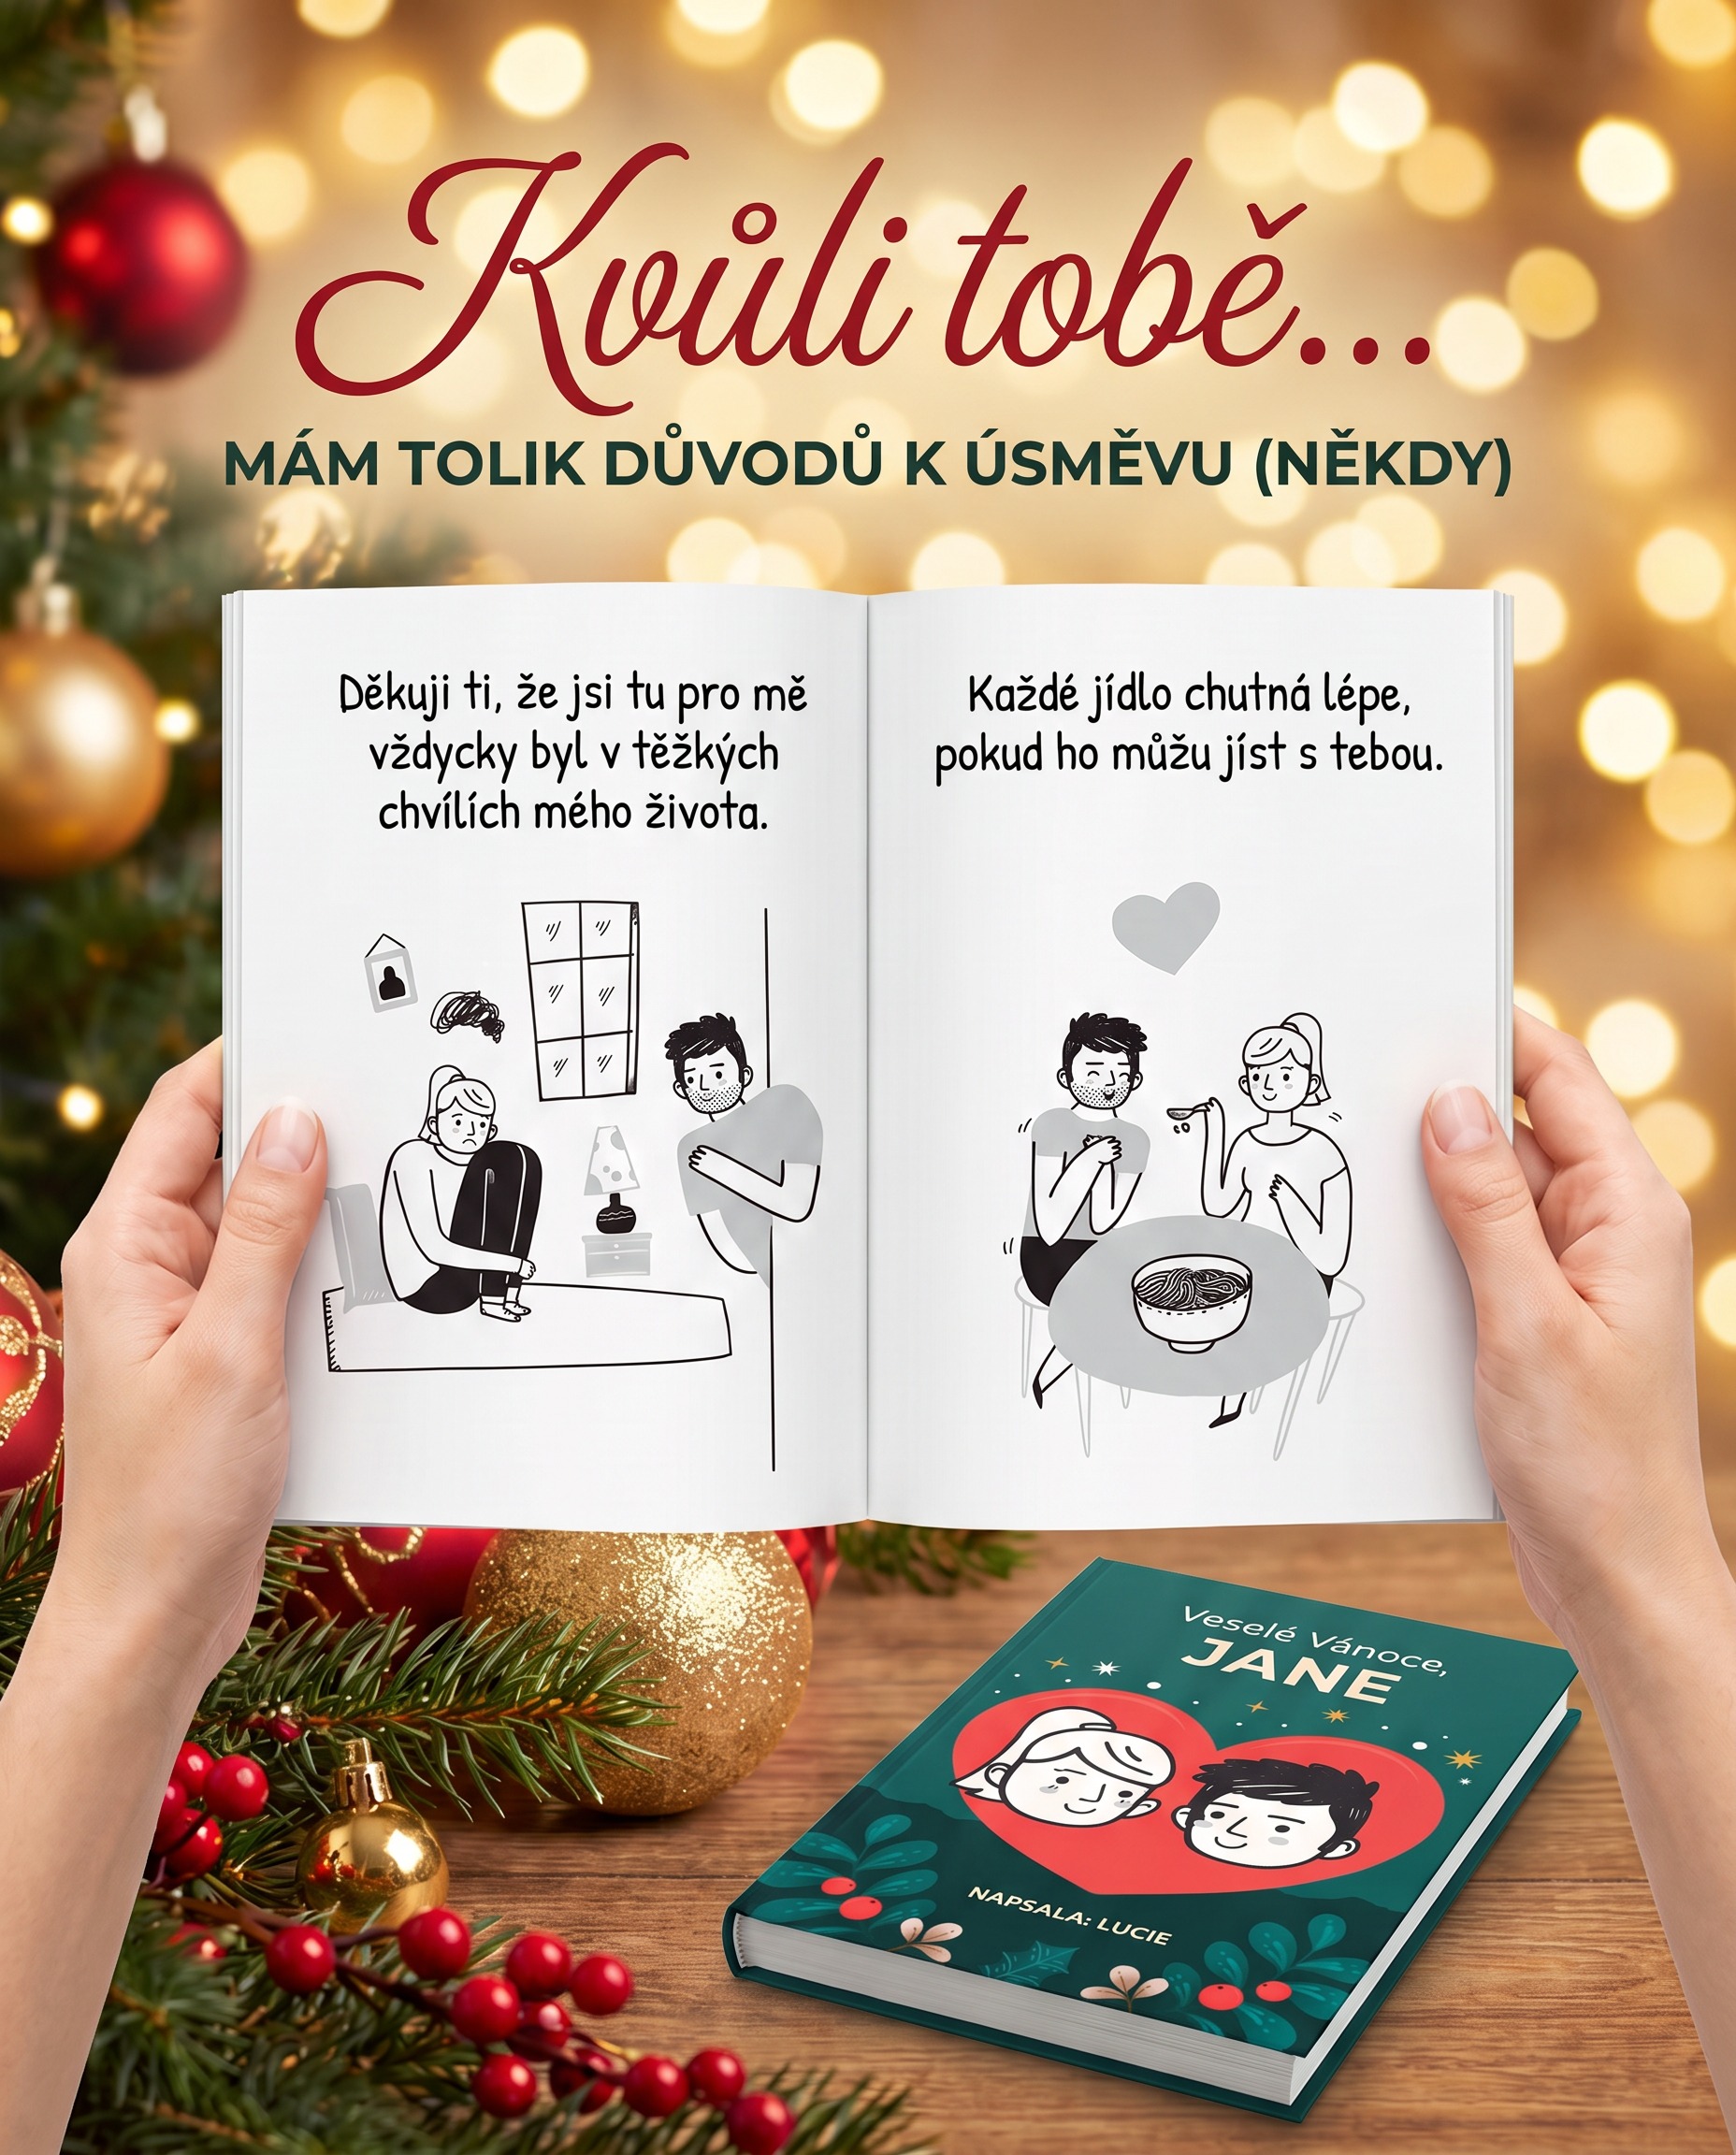 Kvůli tobě...
MÁM TOLIK DŮVODŮ K ÚSMĚVU (NĚKDY)
Děkuji ti, že jsi tu pro mě
vždycky byl v těžkých
chvílích mého života.
Každé jídlo chutná lépe,
pokud ho můžu jíst s tebou.
Veselé Vánoce,
JANE
NAPSALA: LUCIE